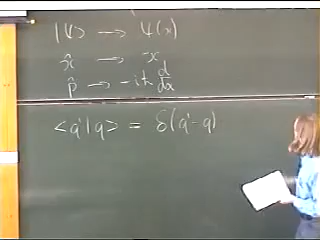 |ψ⟩ → ψ(x)
x̂ → x
p̂ → -iℏ d/dx
<q'|q> = δ(q'-q)